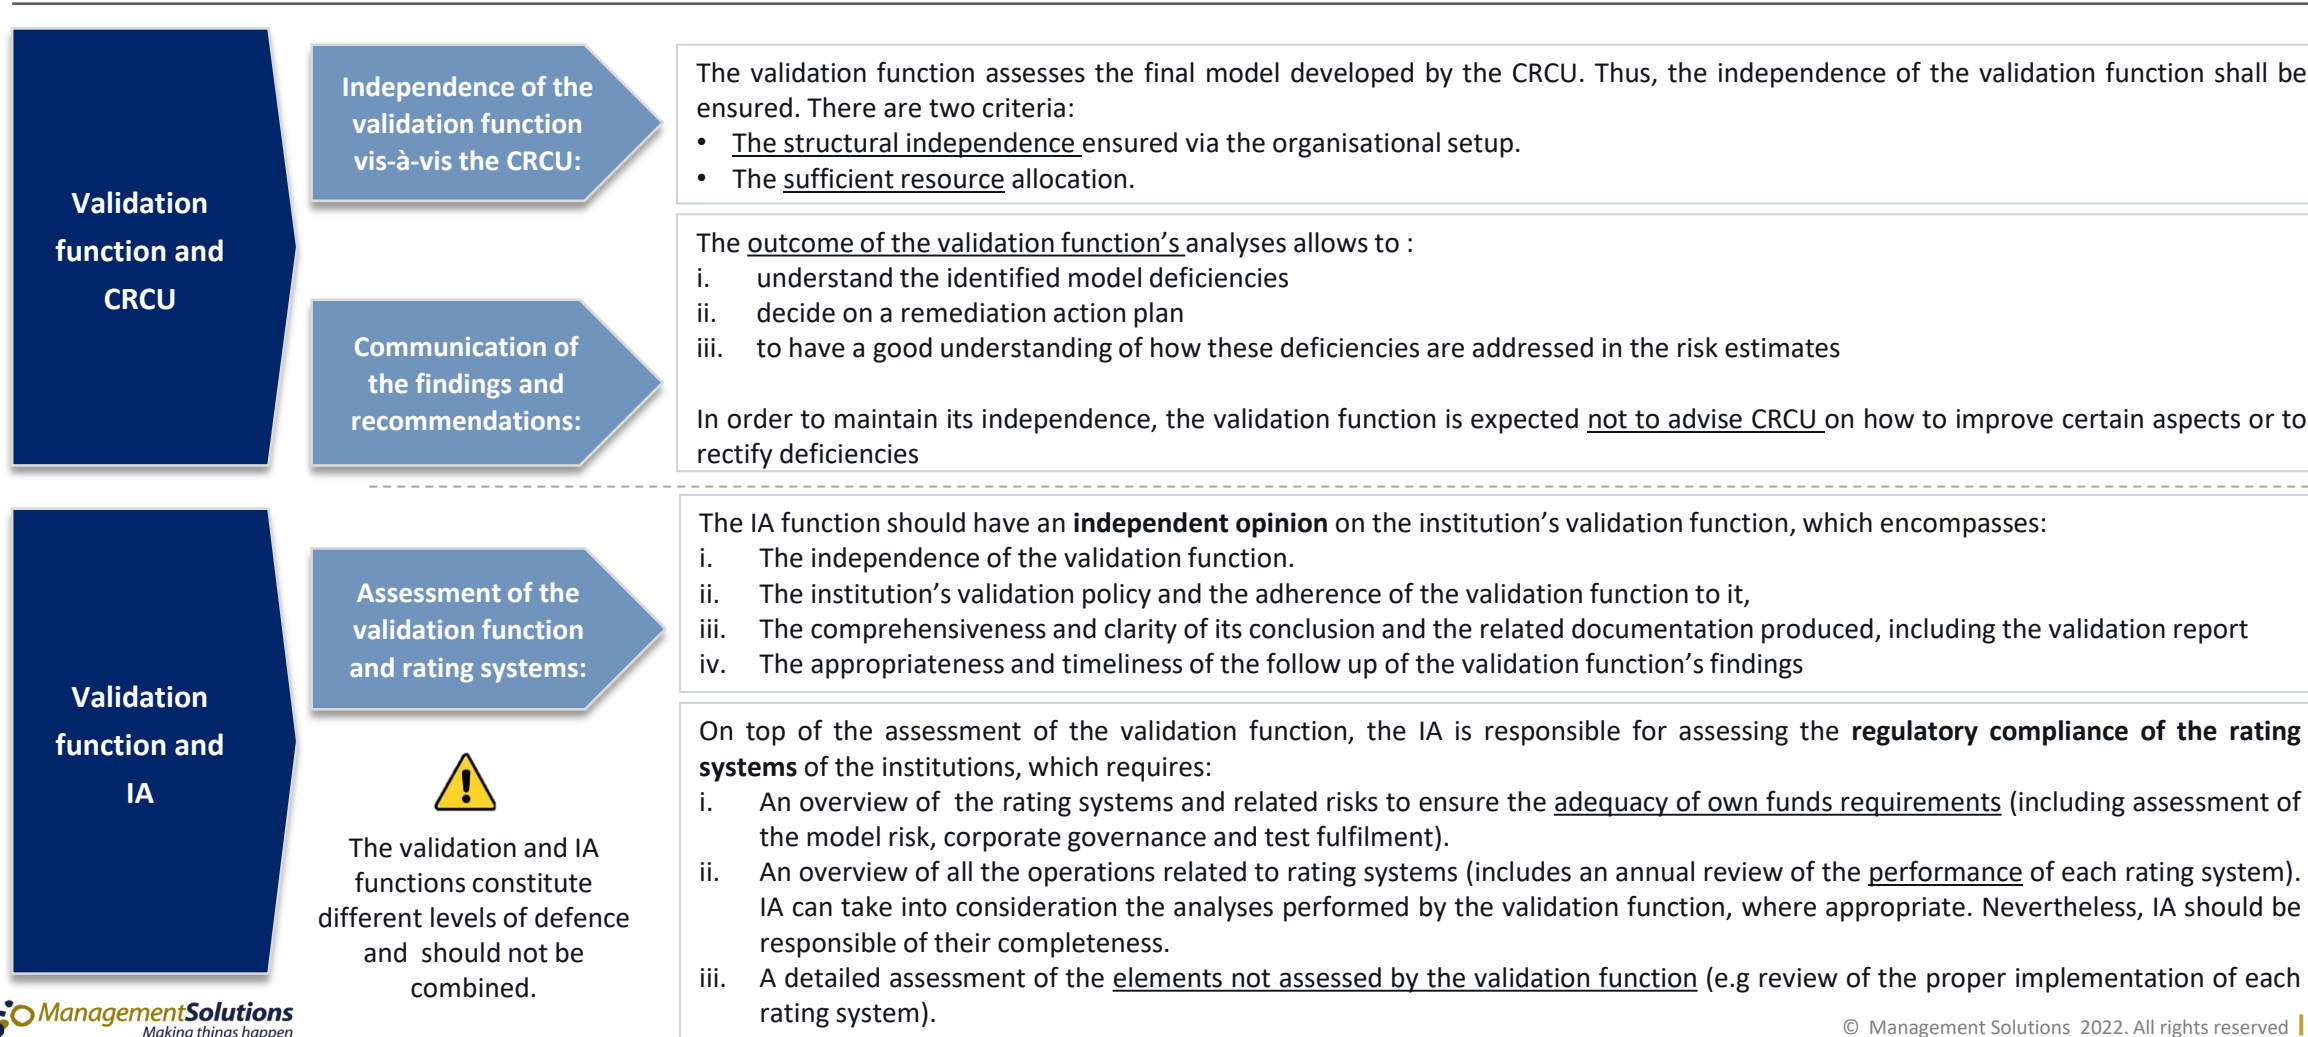 Validation
function and
CRCU
Independence of the
validation function
vis-à-vis the CRCU:
The validation function assesses the final model developed by the CRCU. Thus, the independence of the validation function shall be
ensured. There are two criteria:
• The structural independence ensured via the organisational setup.
• The sufficient resource allocation.
Communication of
the findings and
recommendations:
The outcome of the validation function’s analyses allows to :
i. understand the identified model deficiencies
ii. decide on a remediation action plan
iii. to have a good understanding of how these deficiencies are addressed in the risk estimates
In order to maintain its independence, the validation function is expected not to advise CRCU on how to improve certain aspects or to
rectify deficiencies
Validation
function and
IA
Assessment of the
validation function
and rating systems:
The IA function should have an independent opinion on the institution’s validation function, which encompasses:
i. The independence of the validation function.
ii. The institution’s validation policy and the adherence of the validation function to it,
iii. The comprehensiveness and clarity of its conclusion and the related documentation produced, including the validation report
iv. The appropriateness and timeliness of the follow up of the validation function’s findings
The validation and IA
functions constitute
different levels of defence
and should not be
combined.
On top of the assessment of the validation function, the IA is responsible for assessing the regulatory compliance of the rating
systems of the institutions, which requires:
i. An overview of the rating systems and related risks to ensure the adequacy of own funds requirements (including assessment of
the model risk, corporate governance and test fulfilment).
ii. An overview of all the operations related to rating systems (includes an annual review of the performance of each rating system).
IA can take into consideration the analyses performed by the validation function, where appropriate. Nevertheless, IA should be
responsible of their completeness.
iii. A detailed assessment of the elements not assessed by the validation function (e.g review of the proper implementation of each
rating system).
ManagementSolutions
Making things happen
© Management Solutions 2022. All rights reserved